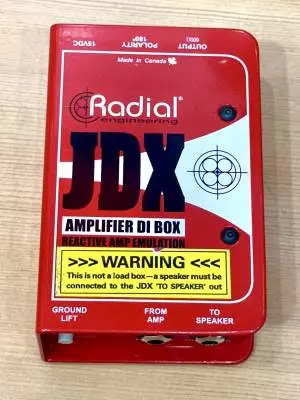 15VDC POLARITY 180° OUTPUT 600Ω
Made in Canada
Radial®
engineering
JDX
AMPLIFIER DI BOX
REACTIVE AMP EMULATION
>>> WARNING <<<
This is not a load box—a speaker must be
connected to the JDX 'TO SPEAKER' out
GROUND LIFT
FROM AMP
TO SPEAKER